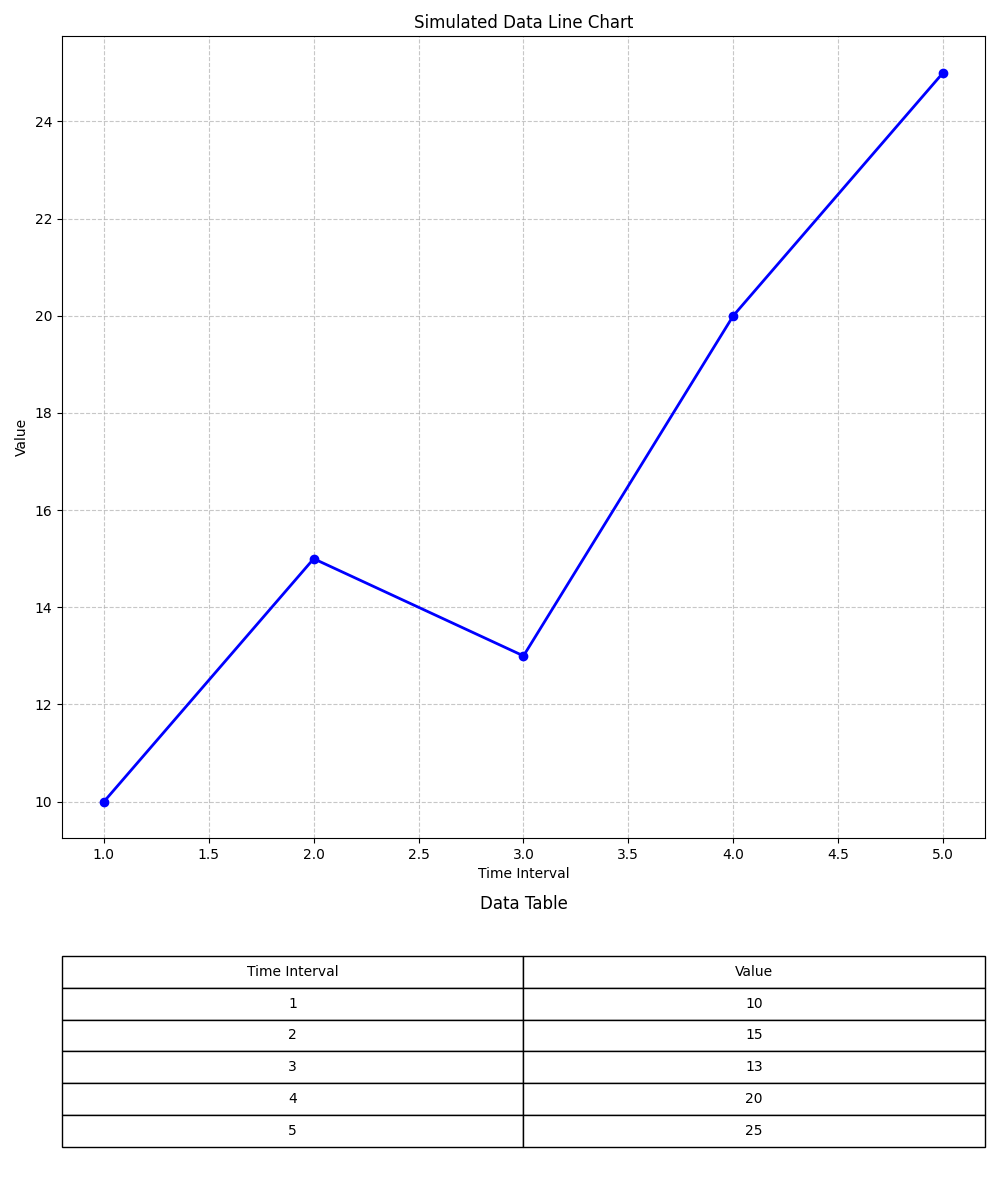 Simulated Data Line Chart
24
22
20
18
16
14
12
10
Value
1.0 1.5 2.0 2.5 3.0 3.5 4.0 4.5 5.0
Time Interval
Data Table
Time Interval Value
1 10
2 15
3 13
4 20
5 25